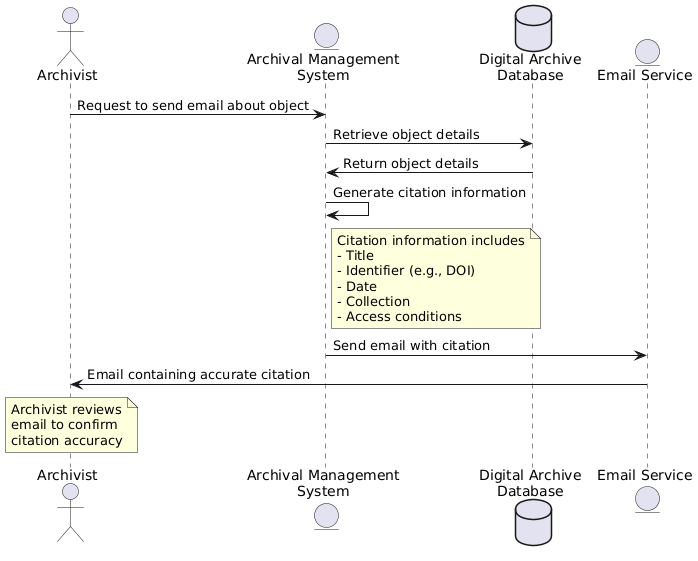 Archivist
Archival Management
System
Digital Archive
Database
Email Service
Request to send email about object
Retrieve object details
Return object details
Generate citation information
Citation information includes
- Title
- Identifier (e.g., DOI)
- Date
- Collection
- Access conditions
Send email with citation
Email containing accurate citation
Archivist reviews
email to confirm
citation accuracy
Archivist
Archival Management
System
Digital Archive
Database
Email Service